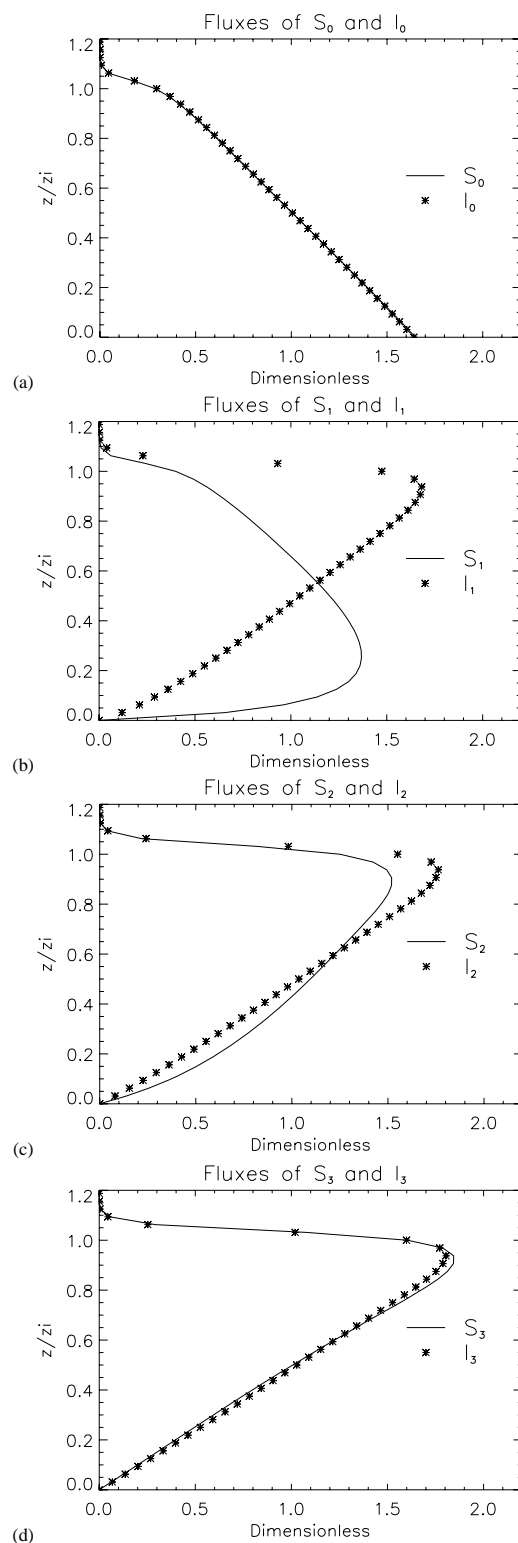 Fluxes of S₀ and I₀
1.2
1.0
0.8
0.6
0.4
0.2
0.0
z/zi
S₀
I₀
0.0 0.5 1.0 1.5 2.0
Dimensionless
(a)
Fluxes of S₁ and I₁
1.2
1.0
0.8
0.6
0.4
0.2
0.0
z/zi
S₁
I₁
0.0 0.5 1.0 1.5 2.0
Dimensionless
(b)
Fluxes of S₂ and I₂
1.2
1.0
0.8
0.6
0.4
0.2
0.0
z/zi
S₂
I₂
0.0 0.5 1.0 1.5 2.0
Dimensionless
(c)
Fluxes of S₃ and I₃
1.2
1.0
0.8
0.6
0.4
0.2
0.0
z/zi
S₃
I₃
0.0 0.5 1.0 1.5 2.0
Dimensionless
(d)